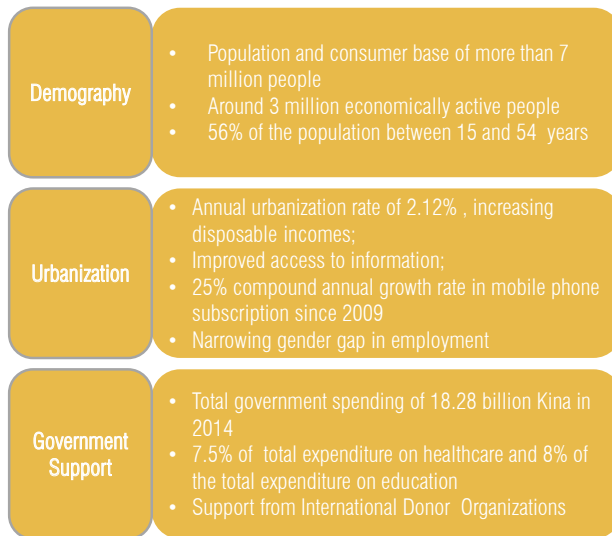 Demography
• Population and consumer base of more than 7
million people
• Around 3 million economically active people
• 56% of the population between 15 and 54 years
Urbanization
• Annual urbanization rate of 2.12% , increasing
disposable incomes;
• Improved access to information;
• 25% compound annual growth rate in mobile phone
subscription since 2009
• Narrowing gender gap in employment
Government
Support
• Total government spending of 18.28 billion Kina in
2014
• 7.5% of total expenditure on healthcare and 8% of
the total expenditure on education
• Support from International Donor Organizations